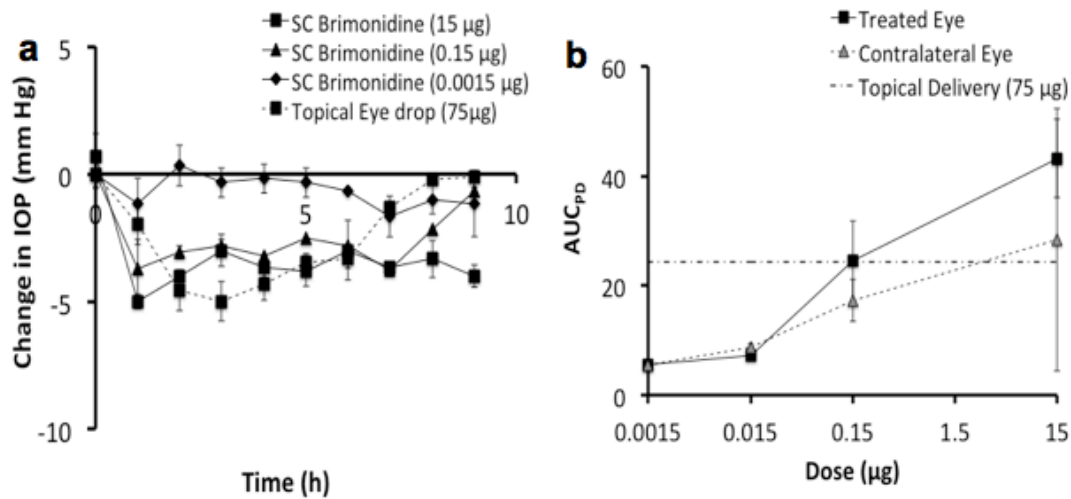 a
SC Brimonidine (15 µg)
SC Brimonidine (0.15 µg)
SC Brimonidine (0.0015 µg)
Topical Eye drop (75µg)
Change in IOP (mm Hg)
5
0
-5
-10
0
5
10
Time (h)
b
Treated Eye
Contralateral Eye
Topical Delivery (75 µg)
AUCPD
60
40
20
0
0.0015
0.015
0.15
1.5
15
Dose (µg)